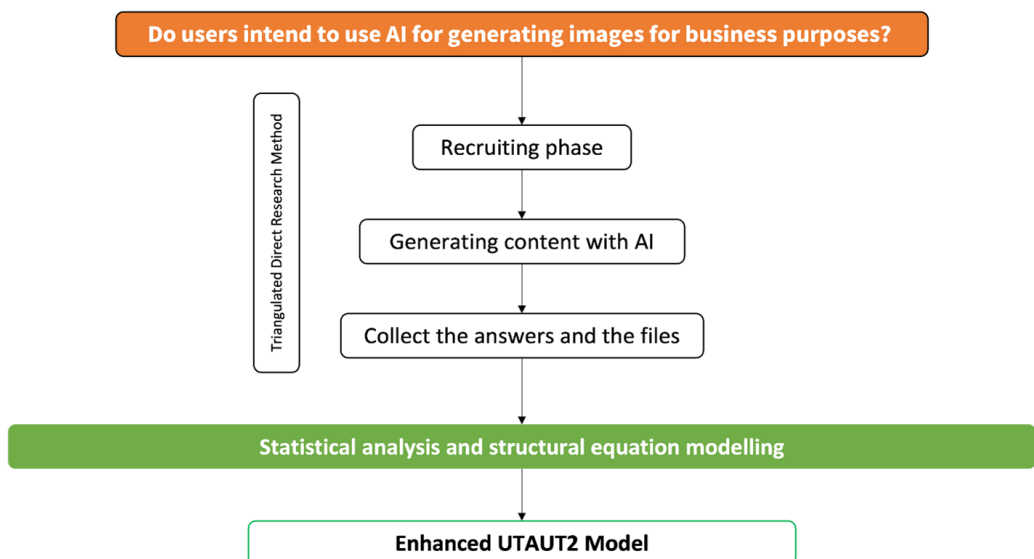 Do users intend to use AI for generating images for business purposes?
Triangulated Direct Research Method
Recruiting phase
Generating content with AI
Collect the answers and the files
Statistical analysis and structural equation modelling
Enhanced UTAUT2 Model